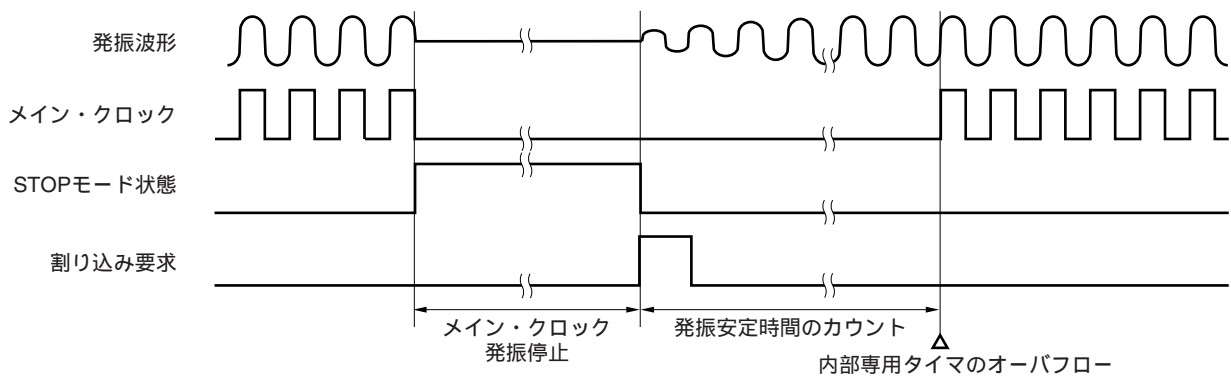 発振波形
メイン・クロック
STOPモード状態
割り込み要求
メイン・クロック
発振停止
発振安定時間のカウント
内部専用タイマのオーバフロー